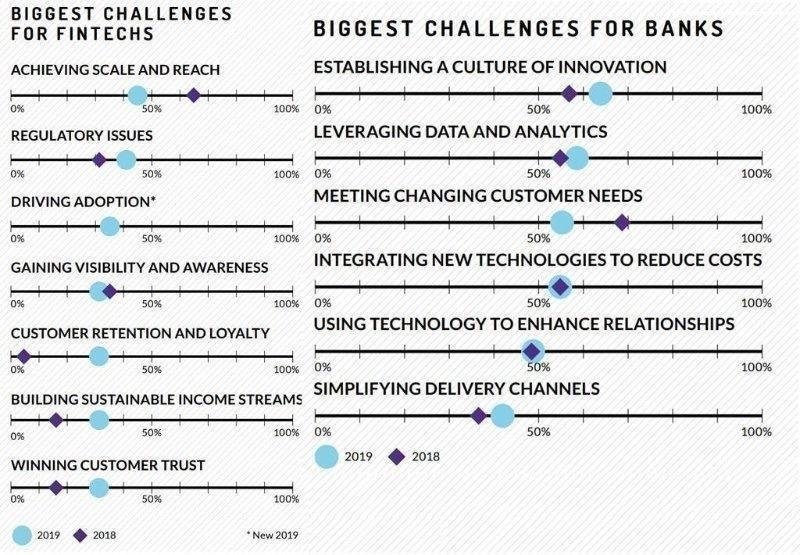 BIGGEST CHALLENGES
FOR FINTECHS
ACHIEVING SCALE AND REACH
0% 50% 100%
REGULATORY ISSUES
0% 50% 100%
DRIVING ADOPTION*
0% 50% 100%
GAINING VISIBILITY AND AWARENESS
0% 50% 100%
CUSTOMER RETENTION AND LOYALTY
0% 50% 100%
BUILDING SUSTAINABLE INCOME STREAMS
0% 50% 100%
WINNING CUSTOMER TRUST
0% 50% 100%
2019 2018 * New 2019
BIGGEST CHALLENGES FOR BANKS
ESTABLISHING A CULTURE OF INNOVATION
0% 50% 100%
LEVERAGING DATA AND ANALYTICS
0% 50% 100%
MEETING CHANGING CUSTOMER NEEDS
0% 50% 100%
INTEGRATING NEW TECHNOLOGIES TO REDUCE COSTS
0% 50% 100%
USING TECHNOLOGY TO ENHANCE RELATIONSHIPS
0% 50% 100%
SIMPLIFYING DELIVERY CHANNELS
0% 50% 100%
2019 2018